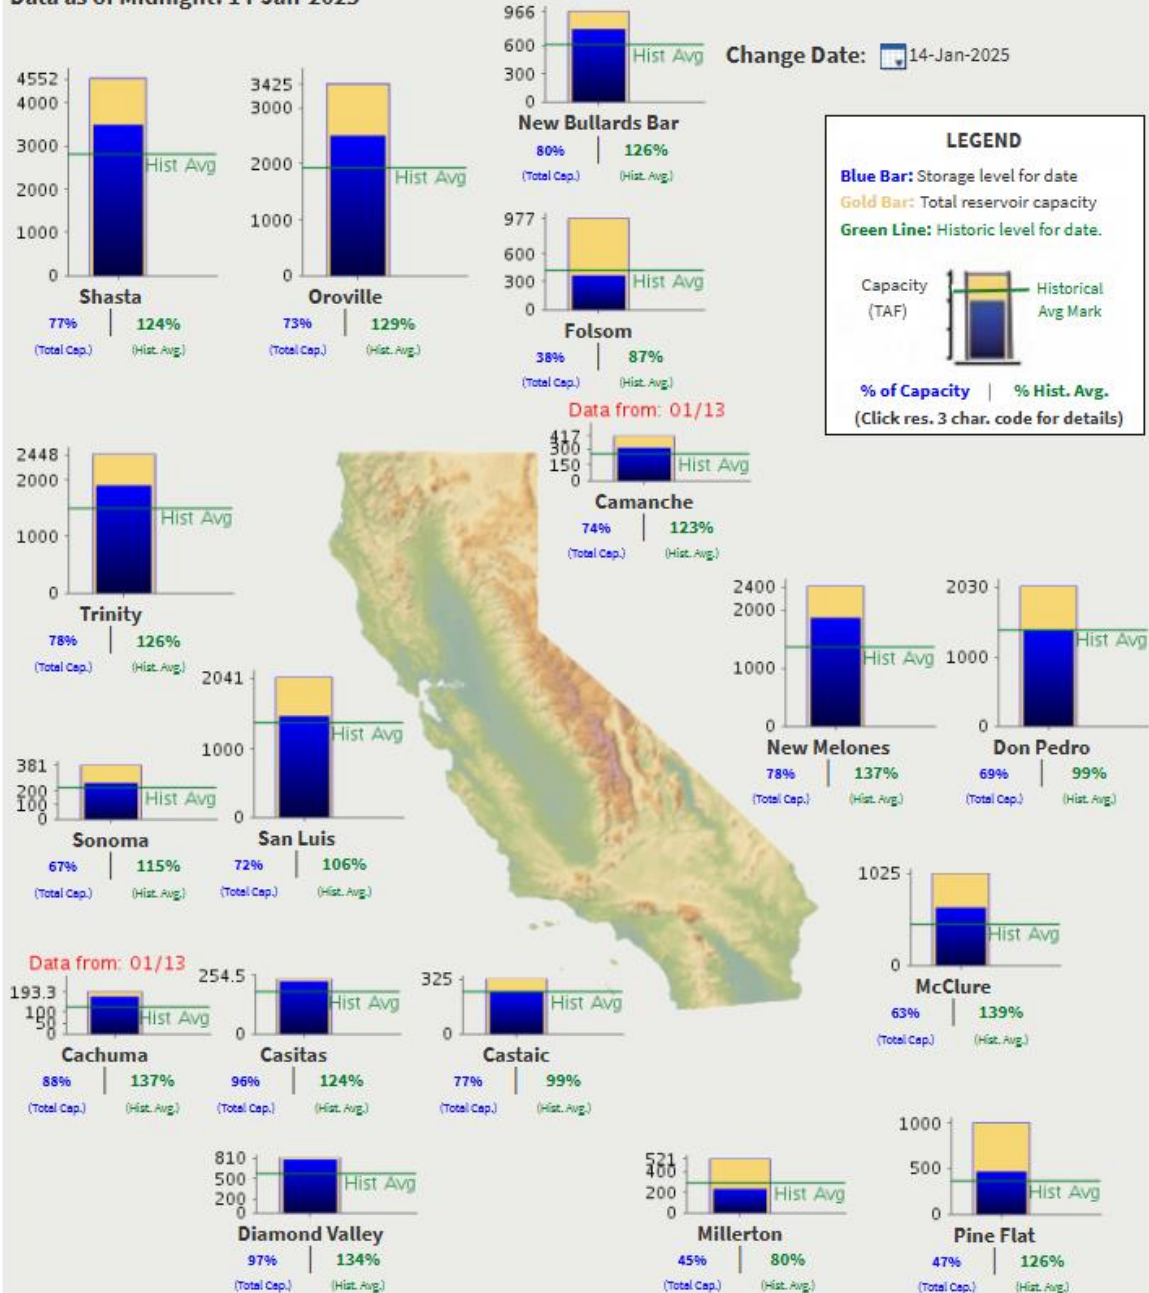 Data as of Midnight: 14-Jan-2025
Change Date: 14-Jan-2025
966
600
300
0
Hist Avg
New Bullards Bar
80% | 126%
(Total Cap.) (Hist. Avg.)
4552
4000
3000
2000
1000
0
Hist Avg
Shasta
77% | 124%
(Total Cap.) (Hist. Avg.)
3425
3000
2000
1000
0
Hist Avg
Oroville
73% | 129%
(Total Cap.) (Hist. Avg.)
977
600
300
0
Hist Avg
Folsom
38% | 87%
(Total Cap.) (Hist. Avg.)
LEGEND
Blue Bar: Storage level for date
Gold Bar: Total reservoir capacity
Green Line: Historic level for date.
Capacity
(TAF)
Historical
Avg Mark
% of Capacity | % Hist. Avg.
(Click res. 3 char. code for details)
Data from: 01/13
417
300
150
0
Hist Avg
Camanche
74% | 123%
(Total Cap.) (Hist. Avg.)
2448
2000
1000
0
Hist Avg
Trinity
78% | 126%
(Total Cap.) (Hist. Avg.)
2400
2000
1000
0
Hist Avg
New Melones
78% | 137%
(Total Cap.) (Hist. Avg.)
2030
1000
0
Hist Avg
Don Pedro
69% | 99%
(Total Cap.) (Hist. Avg.)
381
200
100
0
Hist Avg
Sonoma
67% | 115%
(Total Cap.) (Hist. Avg.)
2041
1000
0
Hist Avg
San Luis
72% | 106%
(Total Cap.) (Hist. Avg.)
1025
0
Hist Avg
McClure
63% | 139%
(Total Cap.) (Hist. Avg.)
Data from: 01/13
193.3
100
50
0
Hist Avg
Cachuma
88% | 137%
(Total Cap.) (Hist. Avg.)
254.5
0
Hist Avg
Casitas
96% | 124%
(Total Cap.) (Hist. Avg.)
325
0
Hist Avg
Castaic
77% | 99%
(Total Cap.) (Hist. Avg.)
810
500
200
0
Hist Avg
Diamond Valley
97% | 134%
(Total Cap.) (Hist. Avg.)
521
400
200
0
Hist Avg
Millerton
45% | 80%
(Total Cap.) (Hist. Avg.)
1000
500
0
Hist Avg
Pine Flat
47% | 126%
(Total Cap.) (Hist. Avg.)